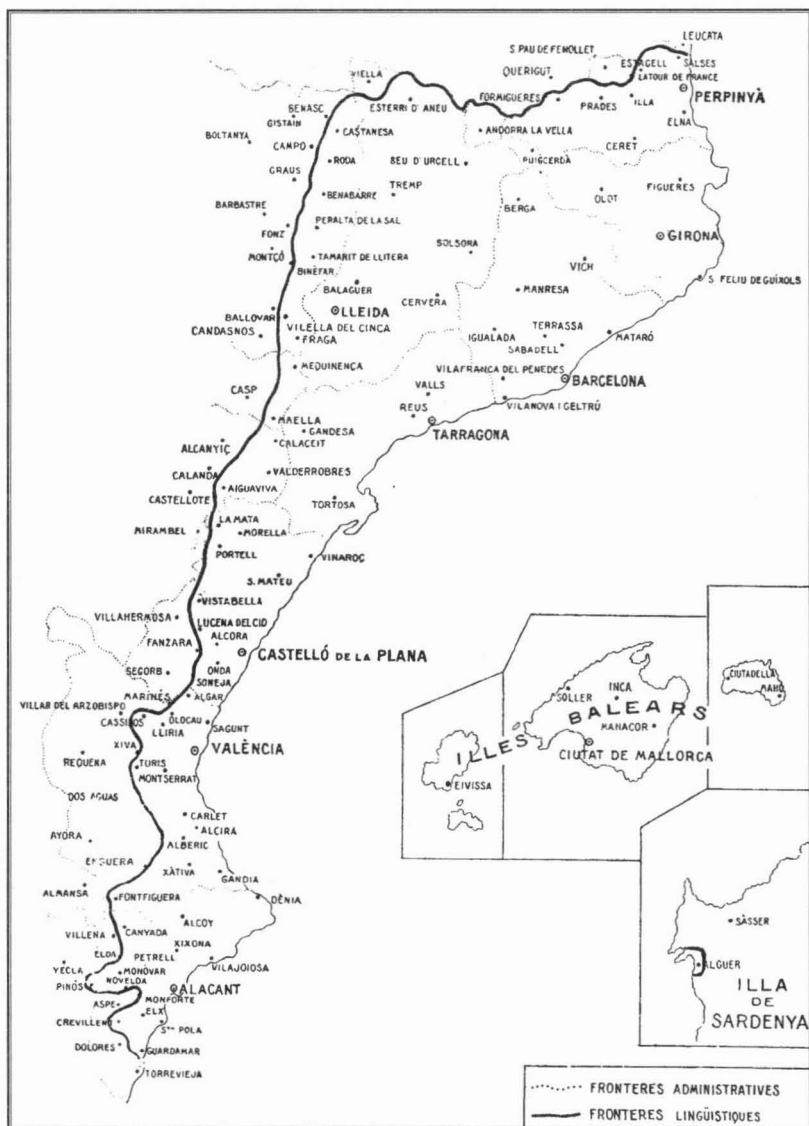 LEUCATA
S. PAU DE FENOLLET
ESTAGELL
SALSES
QUERIGUT
LATOUR DE FRANCE
VIELLA
PERPINYÀ
ESTERRI D'ANEU
FORMIGUERES
PRADES
ILLA
BENASC
GISTAIN
ELNA
CASTANESA
ANDORRA LA VELLA
BOLTANYA
CAMPO
CERET
RODA
SEU D'URGELL
PUIGCERDÀ
GRAUS
BENABARRE
TREMP
FIGUERES
BERGA
OLOT
BARBASTRE
PERALTA DE LA SAL
FONZ
GIRONA
SOLSONA
MONTÇÓ
TAMARIT DE LLITERA
VICH
BINÈFAR
S. FELIU DE GUÍXOLS
BALAGUER
MANRESA
CERVERA
BALLOVAR
LLEIDA
VILELLA DEL CINCA
CANDASNOS
FRAGA
IGUALADA
TERRASSA
MATARÓ
SABADELL
MEQUINENÇA
VILAFRANCA DEL PENEDES
BARCELONA
CASP
VALLS
VILANOVA I GELTRÚ
REUS
MAELLA
TARRAGONA
GANDESA
ALCANYIÇ
CALACEIT
CALANDA
VALDERROBRES
AIGUAVIVA
CASTELLOTE
TORTOSA
LA MATA
MIRAMBEL
MORELLA
PORTELL
VINAROÇ
S. MATEU
VISTABELLA
VILLAHERMOSA
LUCENA DEL CID
ALCORA
FANZARA
CASTELLÓ DE LA PLANA
ONDA
SEGORB
SONEJA
MARINES
ALGAR
VILLAR DEL ARZOBISPO
OLOCAU
CASSINOS
SAGUNT
LLIRIA
XIVA
VALÈNCIA
REQUENA
TURIS
MONTSERRAT
DOS AGUAS
CARLET
ALCIRA
AYORA
ALBERIC
ENGUERA
XÀTIVA
GANDIA
ALMANSA
FONTFIGUERA
DÈNIA
ALCOY
CANYADA
VILLENA
XIXONA
ELDA
PETRELL
VILAJOIOSA
YECLA
MONÒVAR
PINÓS
NOVELDA
ALACANT
MONFORTE
ASPE
ELX
CREVILLENT
Sta POLA
DOLORES
GUARDAMAR
TORREVIEJA
CIUTADELLA
MAHÓ
SÓLLER
INCA
ILLES BALEARS
MANACOR
CIUTAT DE MALLORCA
EIVISSA
SÀSSER
ALGUER
ILLA
DE
SARDENYA
FRONTERES ADMINISTRATIVES
FRONTERES LINGÜISTIQUES